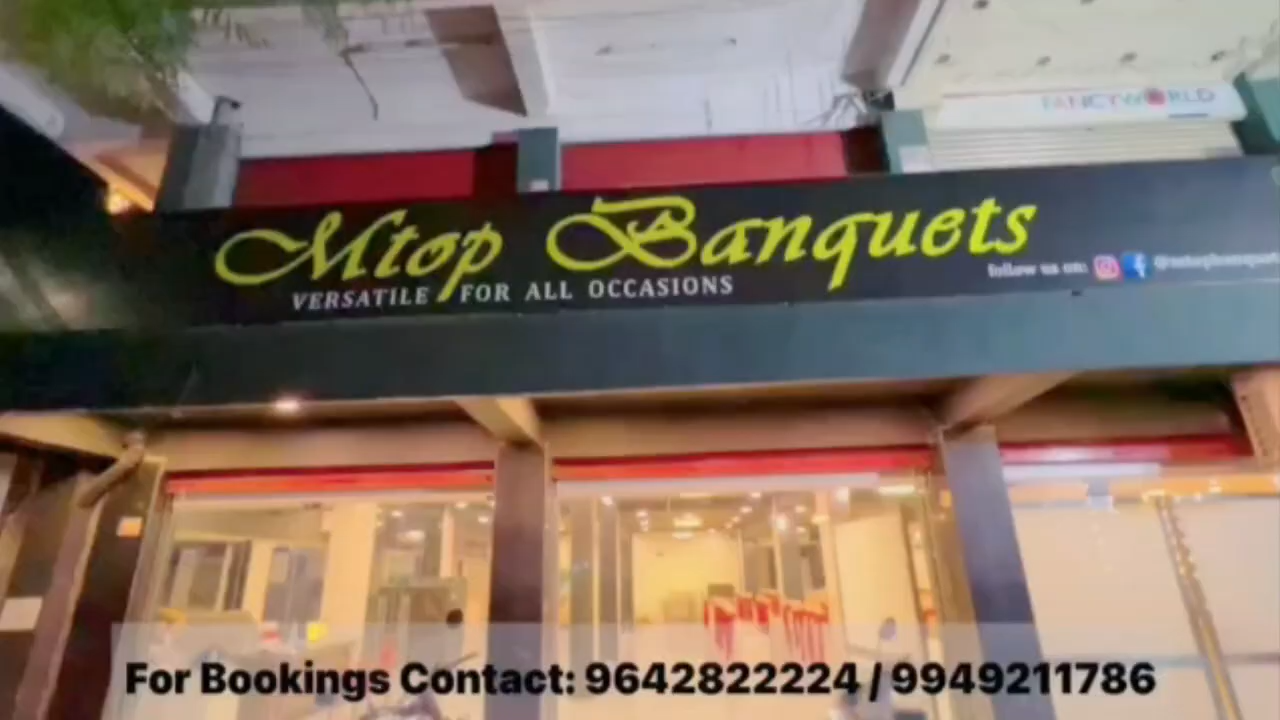 FANCYWORLD
Mtop Banquets
VERSATILE FOR ALL OCCASIONS
follow us on:
For Bookings Contact: 9642822224 / 9949211786